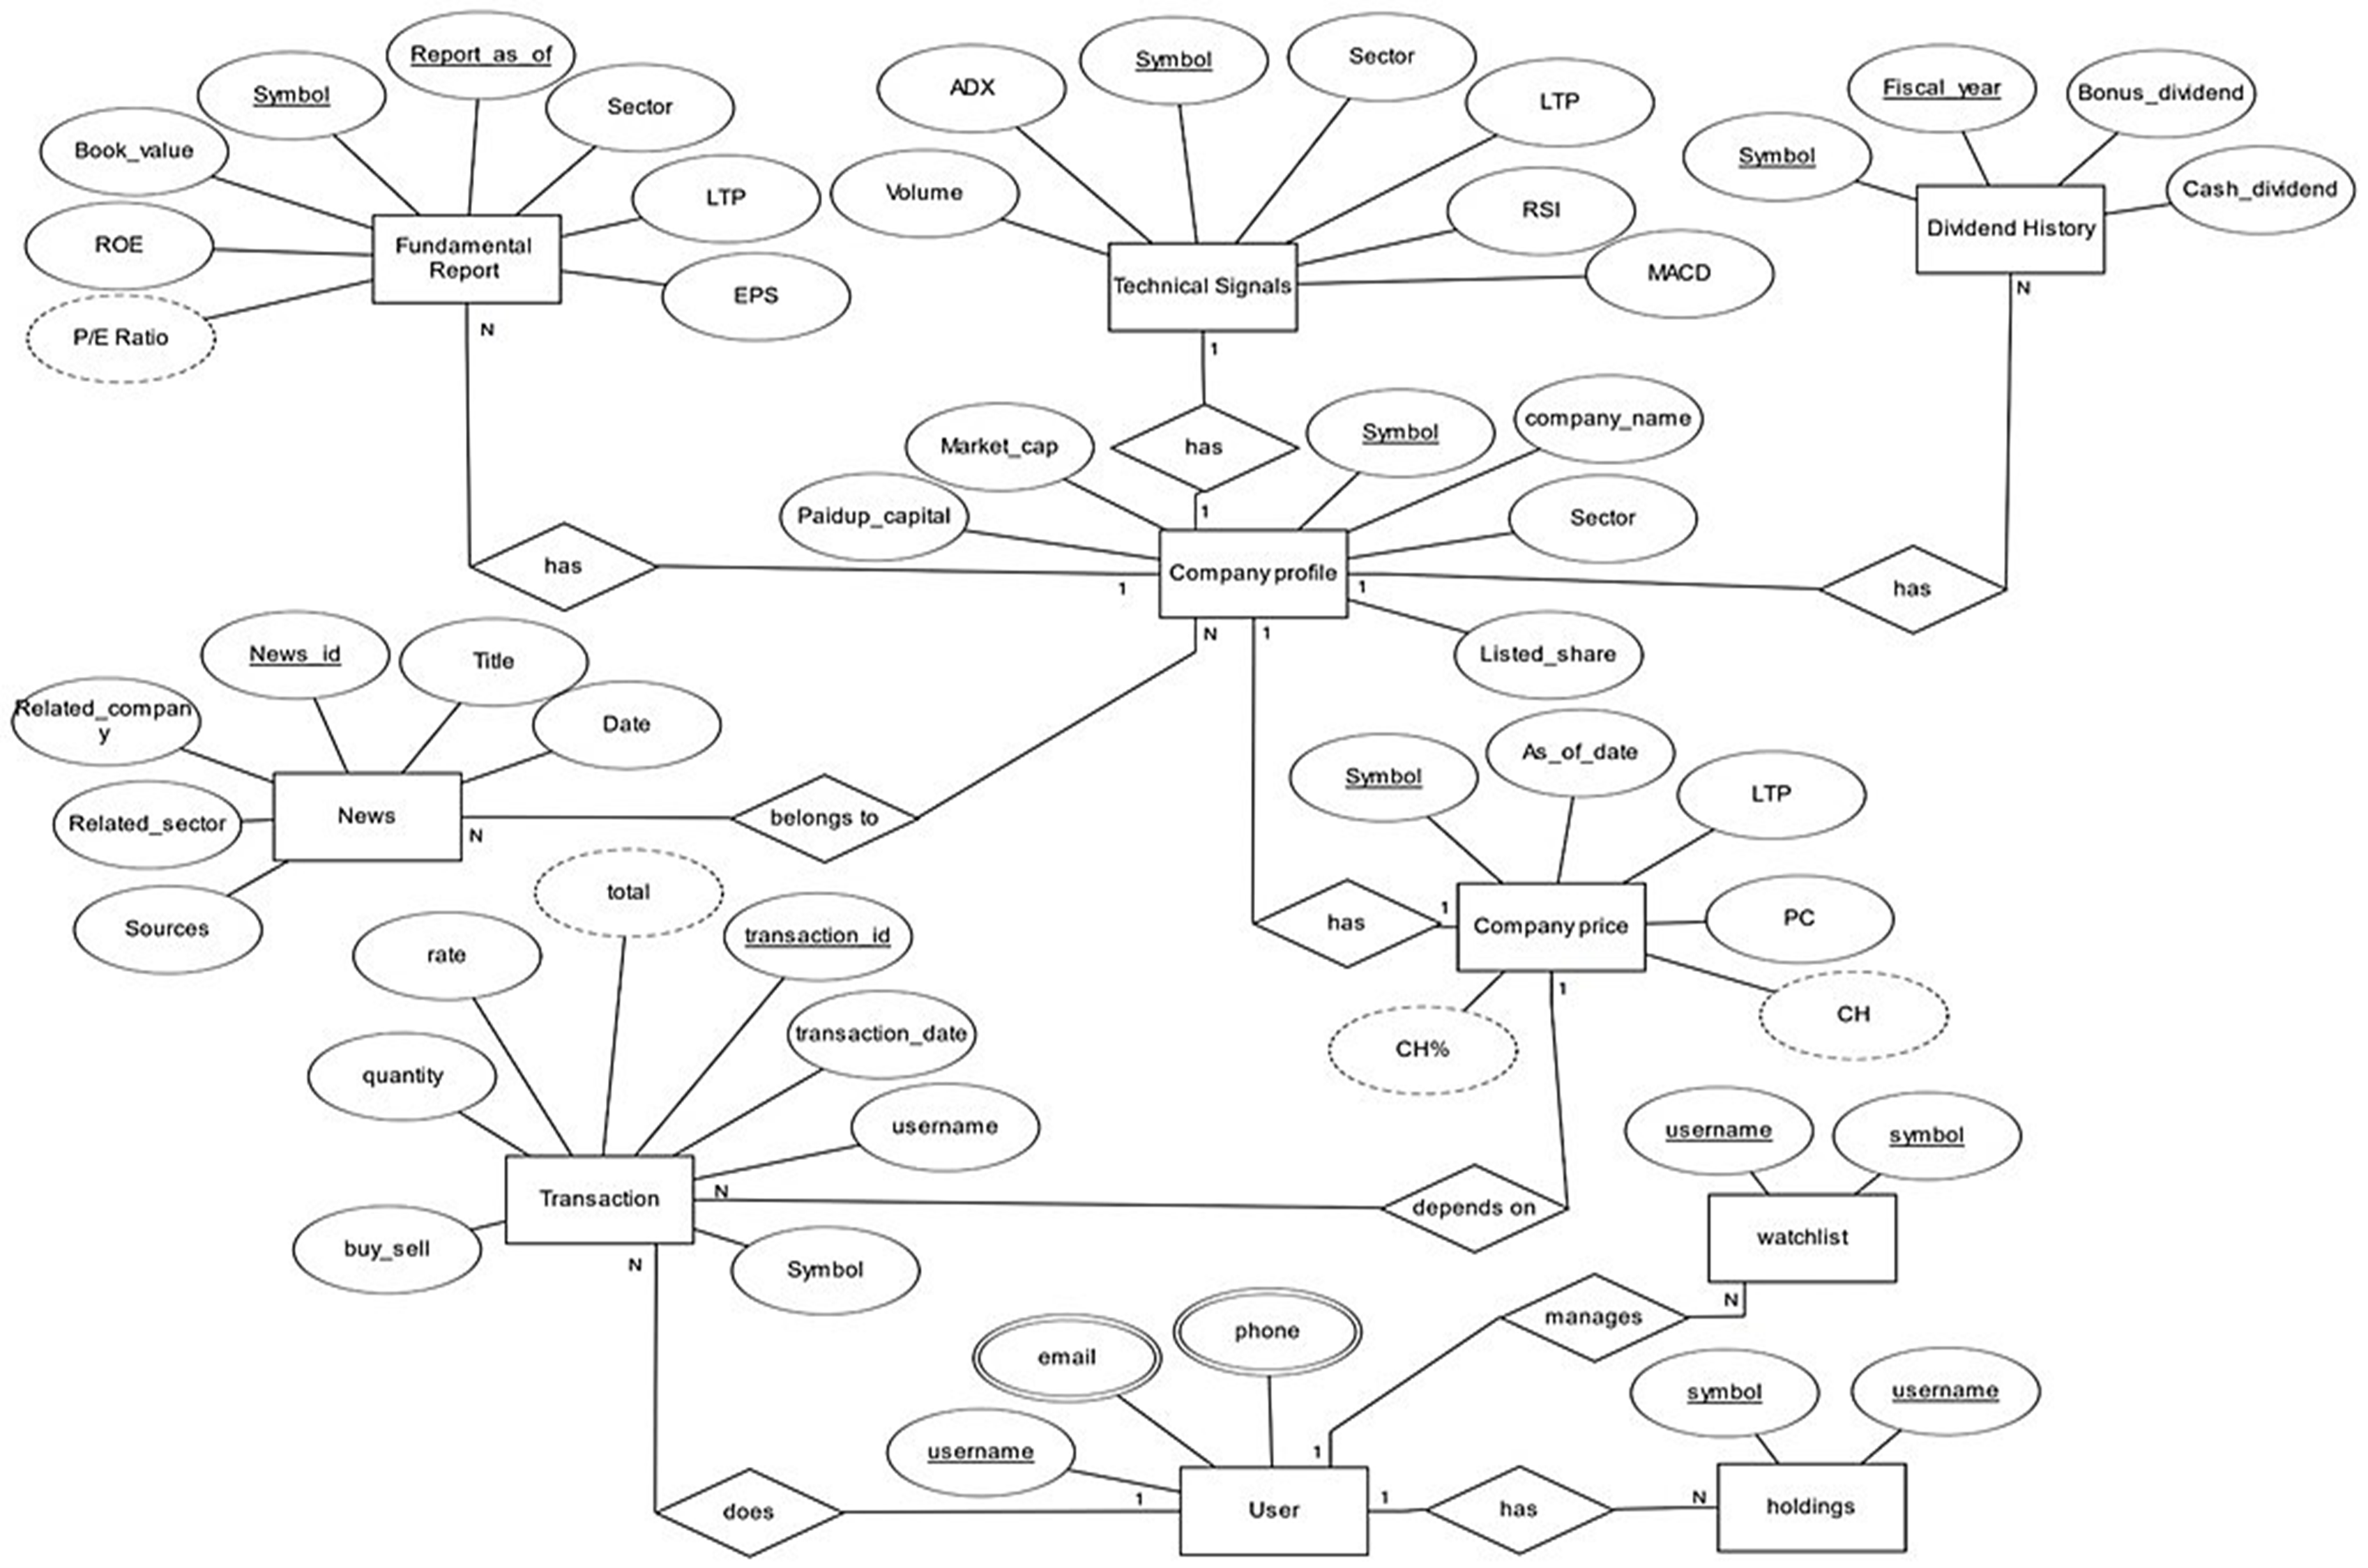 Report_as_of
Symbol
Sector
Book_value
LTP
ROE
Fundamental
Report
EPS
P/E Ratio
N
Symbol
Sector
ADX
LTP
Volume
RSI
MACD
Technical Signals
1
Fiscal_year
Bonus_dividend
Symbol
Cash_dividend
Dividend History
N
has
Market_cap
Symbol
company_name
Paidup_capital
Sector
1
Company profile
has
1
1
has
N
1
Listed_share
News_id
Title
Related_compan
y
Date
Related_sector
News
N
belongs to
Sources
Symbol
As_of_date
LTP
PC
has
1
Company price
1
CH
CH%
total
rate
transaction_id
transaction_date
quantity
username
Transaction
N
depends on
buy_sell
Symbol
N
username
symbol
watchlist
N
manages
email
phone
username
1
symbol
username
does
1
User
1
has
N
holdings